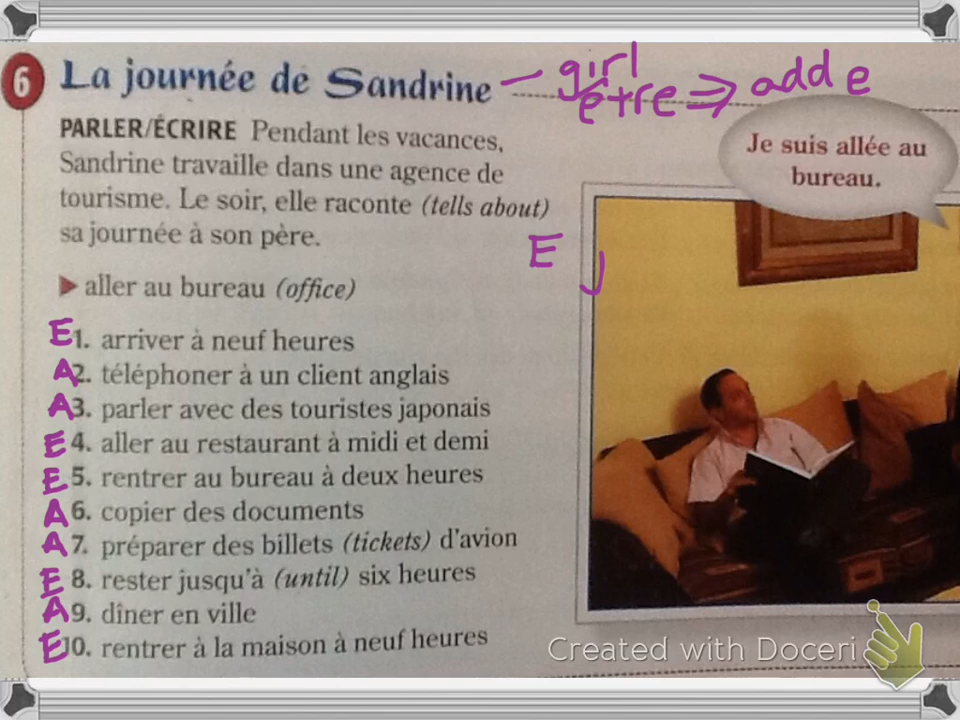 6 La journée de Sandrine – girl
être ⇒ add e
PARLER/ÉCRIRE Pendant les vacances,
Sandrine travaille dans une agence de
tourisme. Le soir, elle raconte (tells about)
sa journée à son père.
Je suis allée au
bureau.
E J
▶ aller au bureau (office)
E 1. arriver à neuf heures
A 2. téléphoner à un client anglais
A 3. parler avec des touristes japonais
E 4. aller au restaurant à midi et demi
E 5. rentrer au bureau à deux heures
A 6. copier des documents
A 7. préparer des billets (tickets) d'avion
E 8. rester jusqu'à (until) six heures
A 9. dîner en ville
E 10. rentrer à la maison à neuf heures
Created with Doceri